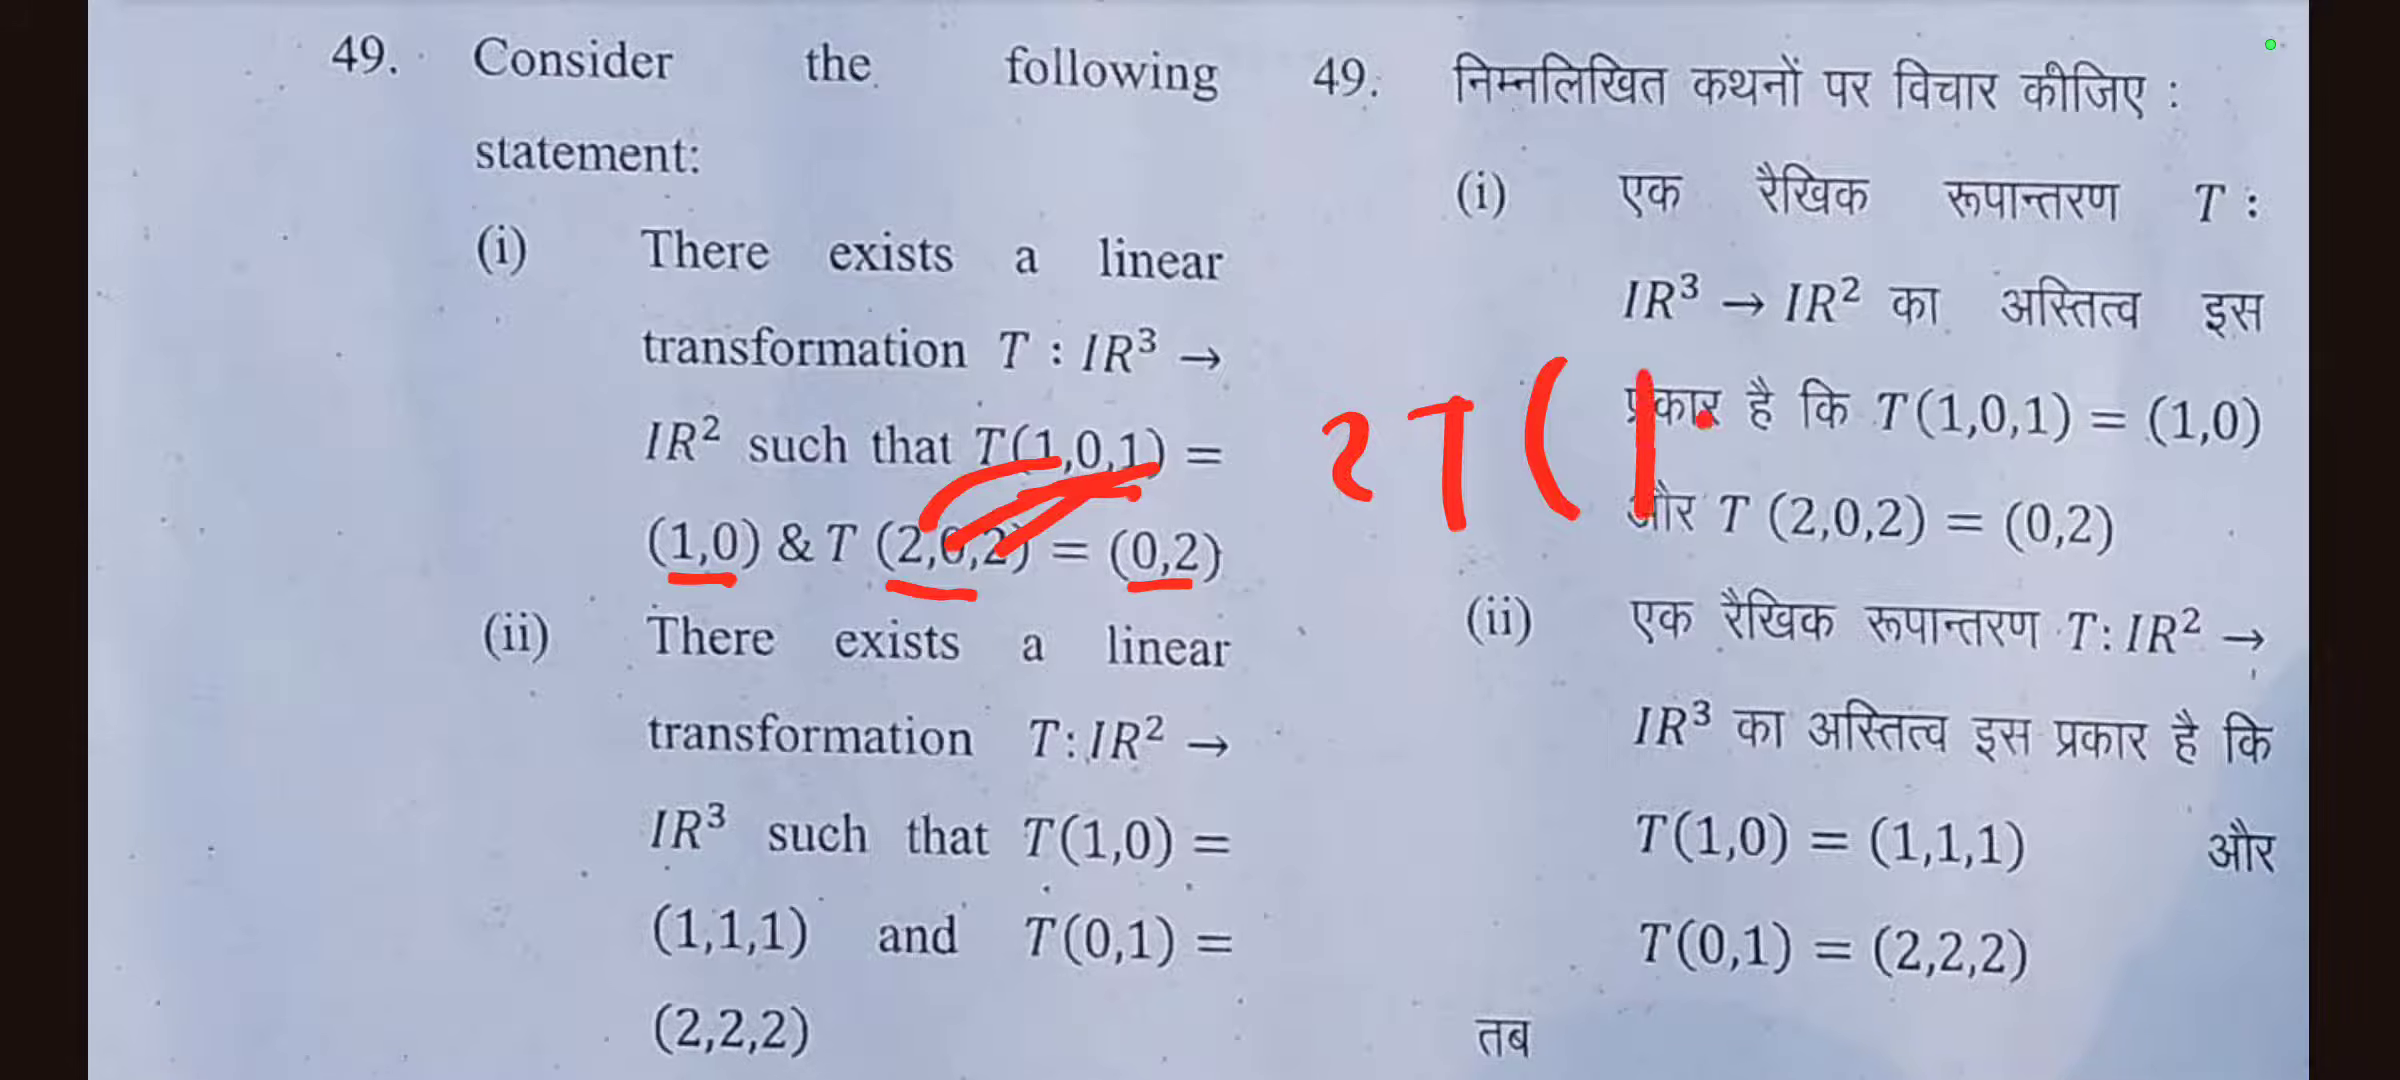 49. Consider the following
statement:
(i) There exists a linear
transformation T : IR³ →
IR² such that T(1,0,1) =
(1,0) & T (2,0,2) = (0,2)
(ii) There exists a linear
transformation T: IR² →
IR³ such that T(1,0) =
(1,1,1) and T(0,1) =
(2,2,2)
49. निम्नलिखित कथनों पर विचार कीजिए :
(i) एक रैखिक रूपान्तरण T :
IR³ → IR² का अस्तित्व इस
प्रकार है कि T(1,0,1) = (1,0)
और T (2,0,2) = (0,2)
(ii) एक रैखिक रूपान्तरण T: IR² →
IR³ का अस्तित्व इस प्रकार है कि
T(1,0) = (1,1,1) और
T(0,1) = (2,2,2)
तब
2T(1.